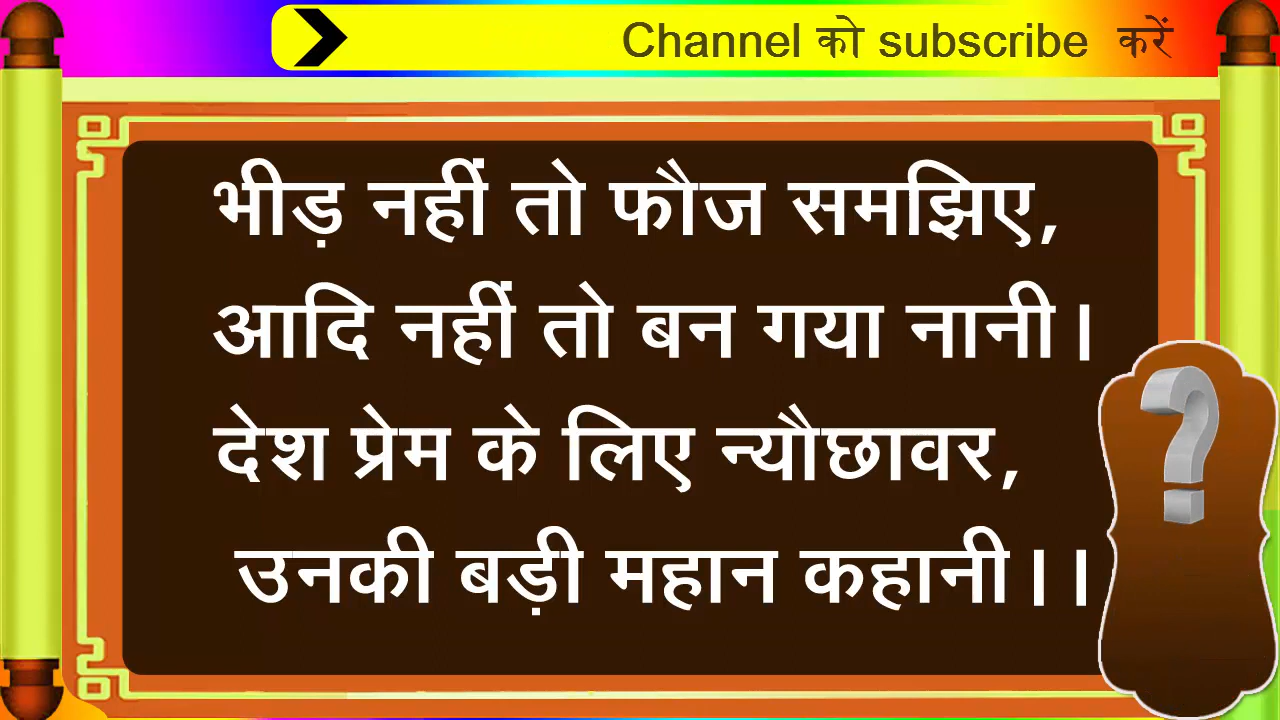 Channel को subscribe करें
भीड़ नहीं तो फौज समझिए,
आदि नहीं तो बन गया नानी।
देश प्रेम के लिए न्यौछावर,
उनकी बड़ी महान कहानी।।
?